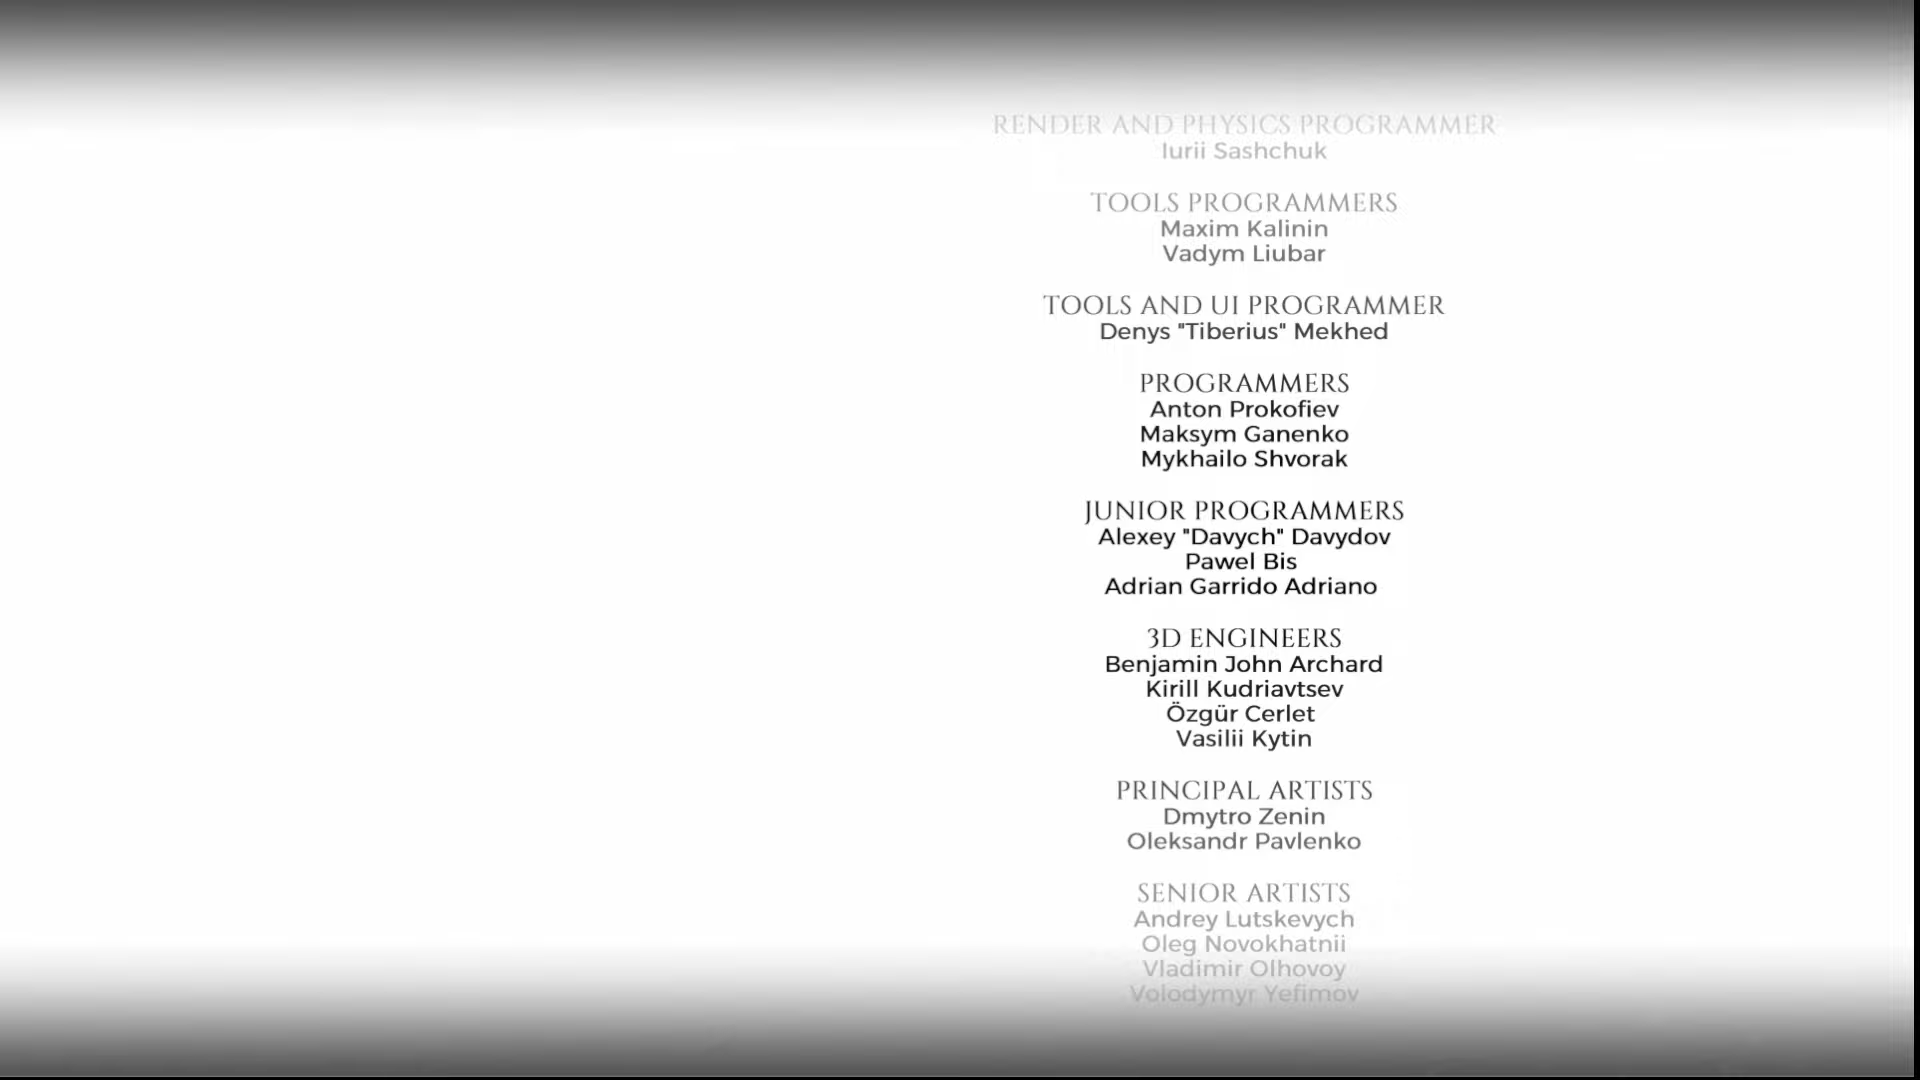 RENDER AND PHYSICS PROGRAMMER
Iurii Sashchuk
TOOLS PROGRAMMERS
Maxim Kalinin
Vadym Liubar
TOOLS AND UI PROGRAMMER
Denys "Tiberius" Mekhed
PROGRAMMERS
Anton Prokofiev
Maksym Ganenko
Mykhailo Shvorak
JUNIOR PROGRAMMERS
Alexey "Davych" Davydov
Pawel Bis
Adrian Garrido Adriano
3D ENGINEERS
Benjamin John Archard
Kirill Kudriavtsev
Özgür Cerlet
Vasilii Kytin
PRINCIPAL ARTISTS
Dmytro Zenin
Oleksandr Pavlenko
SENIOR ARTISTS
Andrey Lutskevych
Oleg Novokhatnii
Vladimir Olhovoy
Volodymyr Yefimov